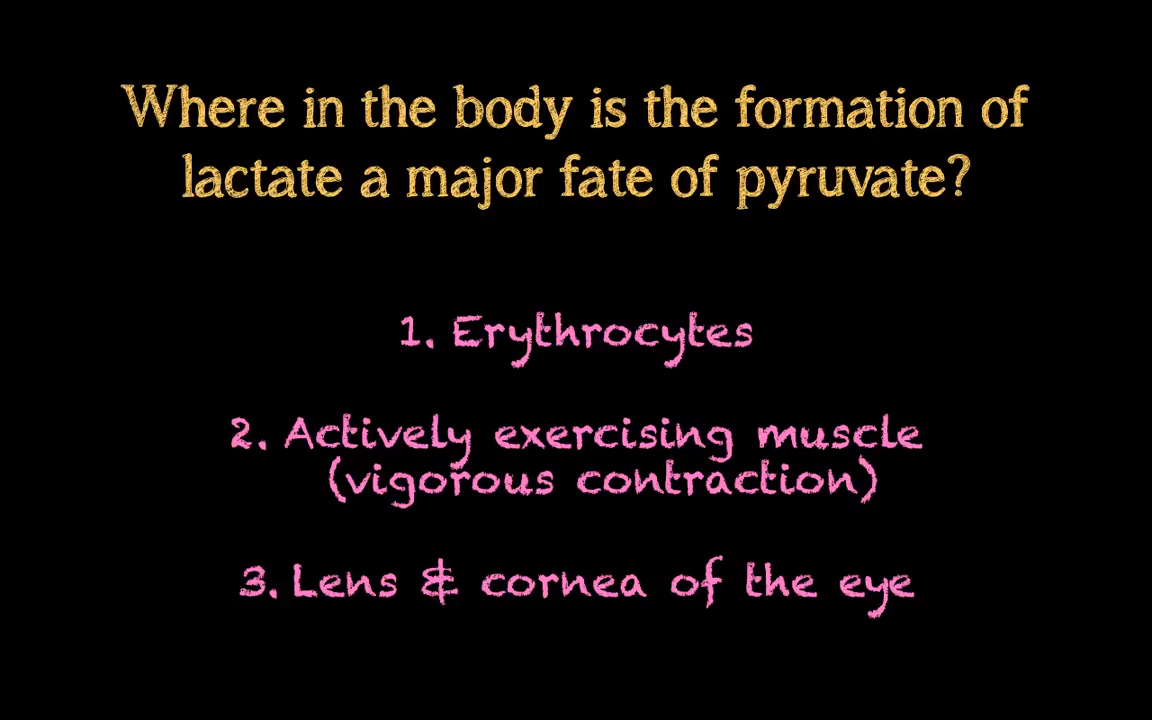 Where in the body is the formation of
lactate a major fate of pyruvate?
1. Erythrocytes
2. Actively exercising muscle
(vigorous contraction)
3. Lens & cornea of the eye